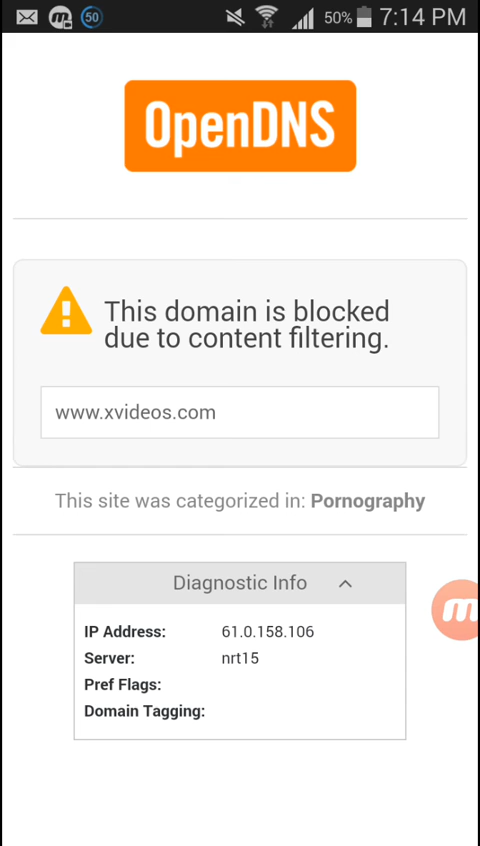 50 50% 7:14 PM
OpenDNS
This domain is blocked
due to content filtering.
www.xvideos.com
This site was categorized in: Pornography
Diagnostic Info
IP Address: 61.0.158.106
Server: nrt15
Pref Flags:
Domain Tagging: